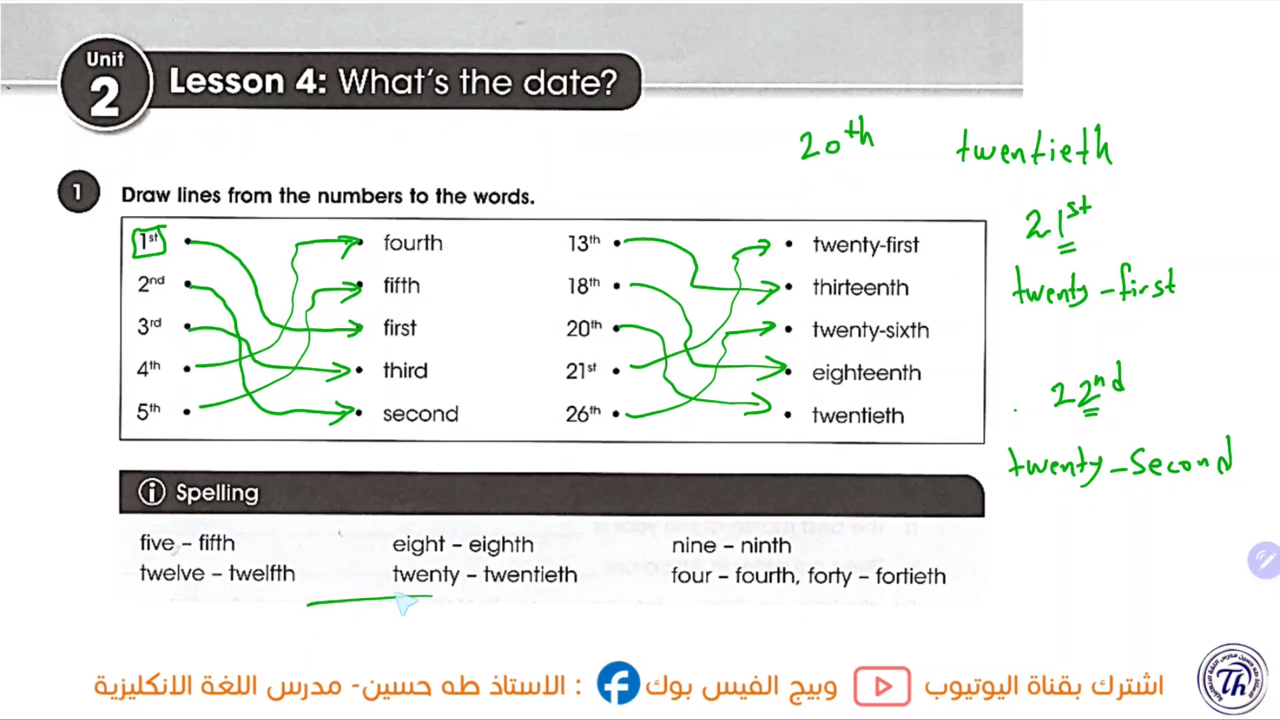 Unit
2
Lesson 4: What's the date?
20th twentieth
1 Draw lines from the numbers to the words.
21st
twenty-first
22nd
twenty-second
1st fourth 13th twenty-first
2nd fifth 18th thirteenth
3rd first 20th twenty-sixth
4th third 21st eighteenth
5th second 26th twentieth
i Spelling
five – fifth eight – eighth nine – ninth
twelve – twelfth twenty – twentieth four – fourth, forty – fortieth
اشترك بقناة اليوتيوب وبيج الفيس بوك : الاستاذ طه حسين- مدرس اللغة الانكليزية
Th